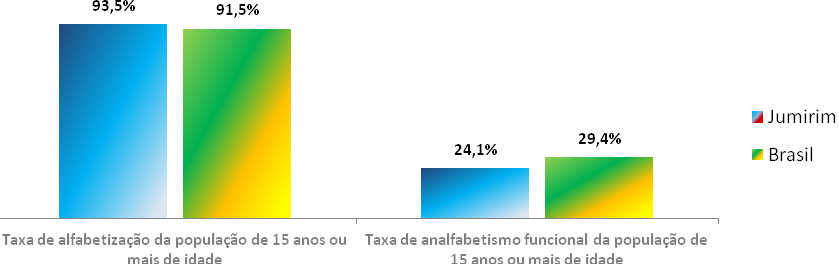 93,5%
91,5%
24,1%
29,4%
Jumirim
Brasil
Taxa de alfabetização da população de 15 anos ou
mais de idade
Taxa de analfabetismo funcional da população de
15 anos ou mais de idade